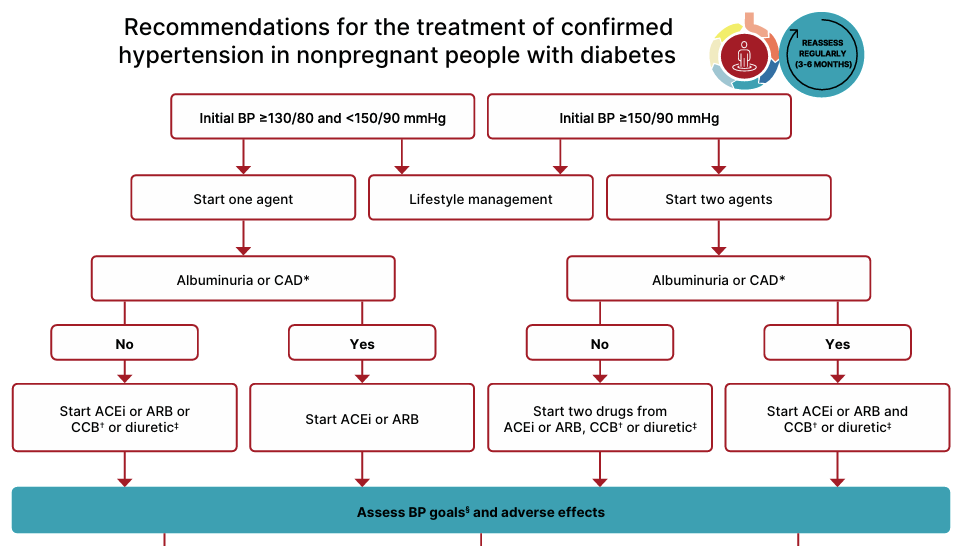 Recommendations for the treatment of confirmed
hypertension in nonpregnant people with diabetes
REASSESS
REGULARLY
(3-6 MONTHS)
Initial BP ≥130/80 and <150/90 mmHg
Initial BP ≥150/90 mmHg
Start one agent
Lifestyle management
Start two agents
Albuminuria or CAD*
Albuminuria or CAD*
No
Yes
No
Yes
Start ACEi or ARB or
CCB† or diuretic‡
Start ACEi or ARB
Start two drugs from
ACEi or ARB, CCB† or diuretic‡
Start ACEi or ARB and
CCB† or diuretic‡
Assess BP goals§ and adverse effects